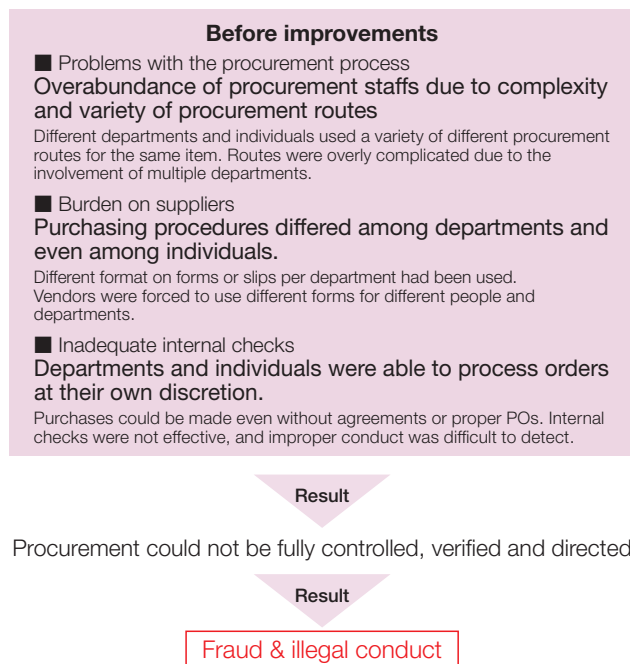 Before improvements
■ Problems with the procurement process
Overabundance of procurement staffs due to complexity
and variety of procurement routes
Different departments and individuals used a variety of different procurement
routes for the same item. Routes were overly complicated due to the
involvement of multiple departments.
■ Burden on suppliers
Purchasing procedures differed among departments and
even among individuals.
Different format on forms or slips per department had been used.
Vendors were forced to use different forms for different people and
departments.
■ Inadequate internal checks
Departments and individuals were able to process orders
at their own discretion.
Purchases could be made even without agreements or proper POs. Internal
checks were not effective, and improper conduct was difficult to detect.
Result
Procurement could not be fully controlled, verified and directed
Result
Fraud & illegal conduct